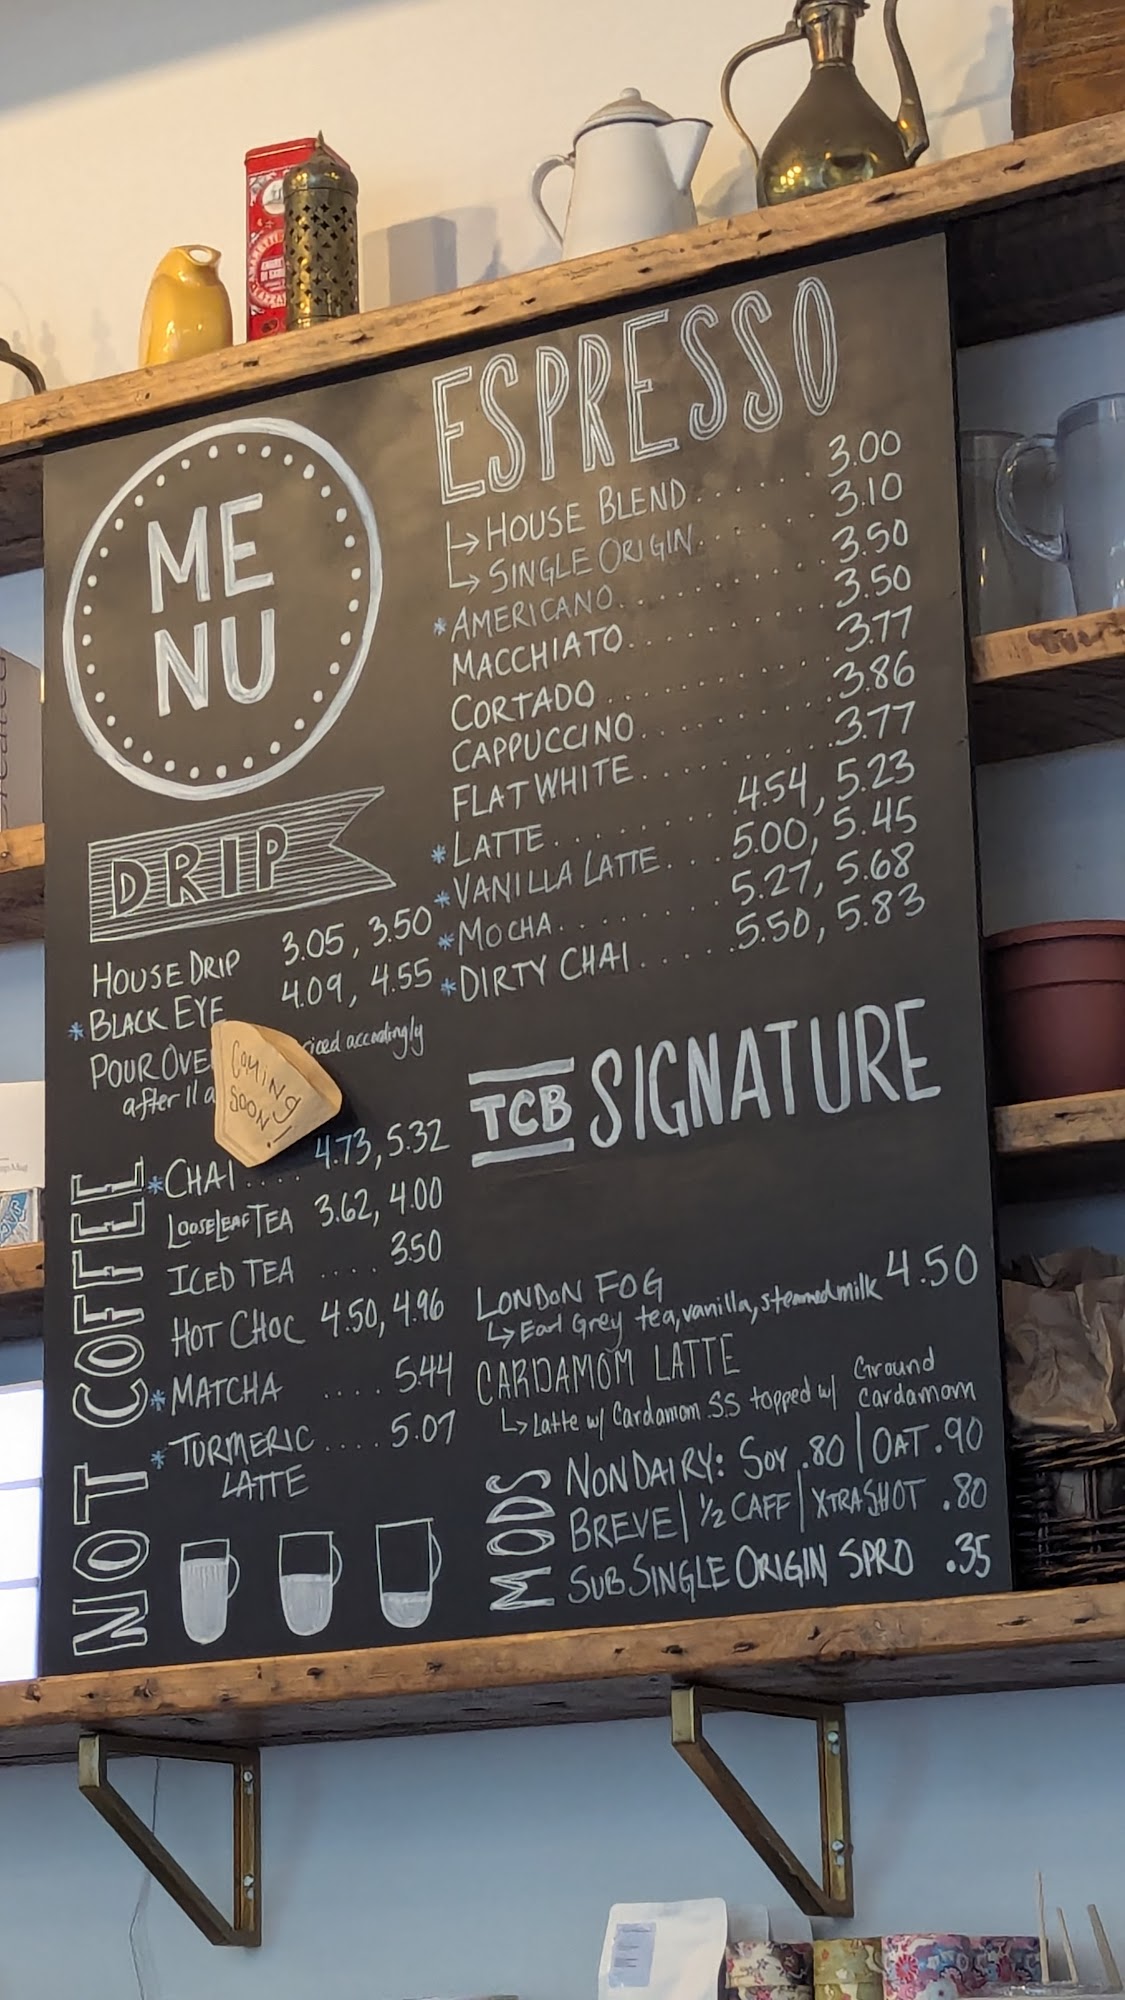 ME
NU
ESPRESSO
↳ HOUSE BLEND . . . . . . 3.00
↳ SINGLE ORIGIN . . . . . . 3.10
*AMERICANO . . . . . . . . 3.50
MACCHIATO . . . . . . . . 3.50
CORTADO . . . . . . . . . 3.77
CAPPUCCINO . . . . . . . . 3.86
FLAT WHITE . . . . . . . . 3.77
*LATTE . . . . . . . . 4.54, 5.23
*VANILLA LATTE . . . 5.00, 5.45
*MOCHA . . . . . . . . 5.27, 5.68
*DIRTY CHAI . . . . . 5.50, 5.83
DRIP
HOUSE DRIP 3.05, 3.50
*BLACK EYE 4.09, 4.55
POUR OVE riced accordingly
after 11 a
COMING
SOON!
NOT COFFEE
*CHAI . . . . 4.73, 5.32
LOOSE LEAF TEA 3.62, 4.00
ICED TEA . . . . 3.50
HOT CHOC 4.50, 4.96
*MATCHA . . . . . 5.44
*TURMERIC . . . . 5.07
LATTE
TCB SIGNATURE
LONDON FOG 4.50
↳ Earl Grey tea, vanilla, steamed milk
CARDAMOM LATTE
↳ Latte w/ Cardamom S.S topped w/ Ground
Cardamom
MODS
NONDAIRY: SOY .80 | OAT .90
BREVE | ½ CAFF | XTRA SHOT .80
SUB SINGLE ORIGIN SPRO .35